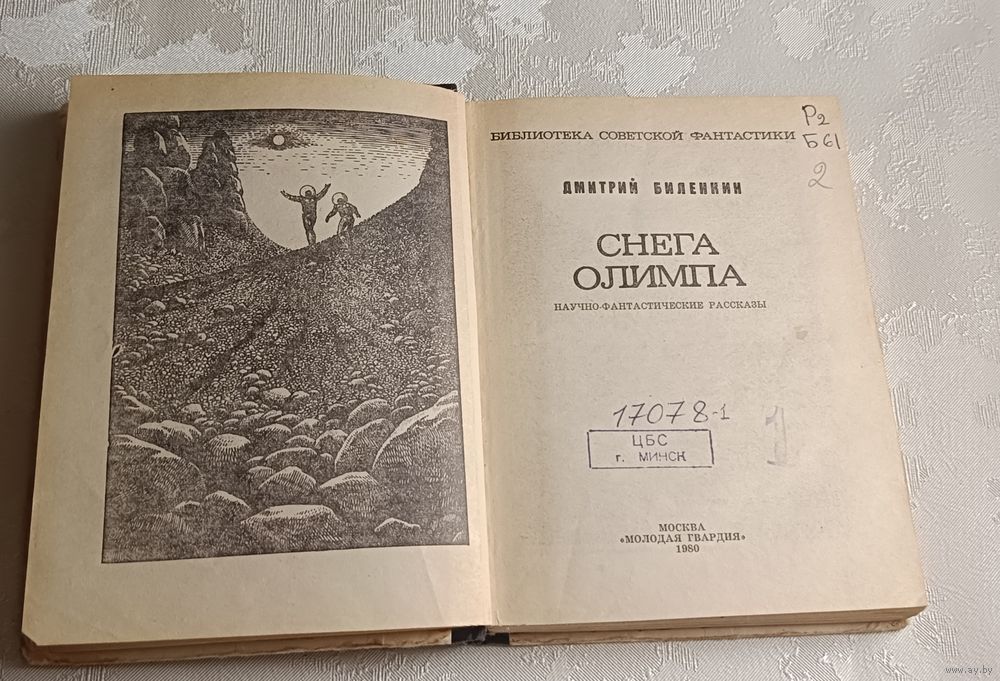 БИБЛИОТЕКА СОВЕТСКОЙ ФАНТАСТИКИ
Р2
Б61
2
ДМИТРИЙ БИЛЕНКИН
СНЕГА
ОЛИМПА
НАУЧНО-ФАНТАСТИЧЕСКИЕ РАССКАЗЫ
17078-1
ЦБС
г. МИНСК
МОСКВА
«МОЛОДАЯ ГВАРДИЯ»
1980
www.ay.by